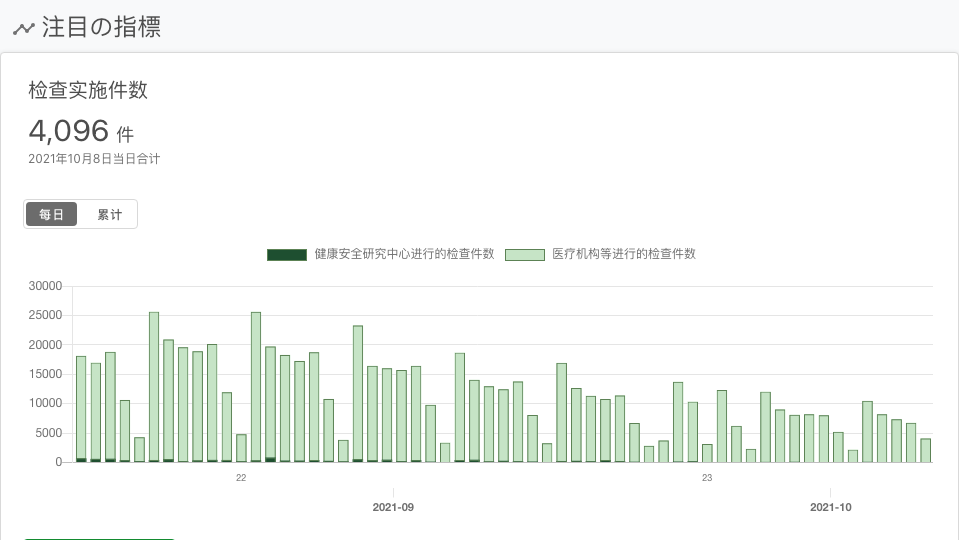 注目の指標
检查实施件数
4,096 件
2021年10月8日当日合计
每日 累计
健康安全研究中心进行的检查件数 医疗机构等进行的检查件数
30000
25000
20000
15000
10000
5000
0
22 23
2021-09 2021-10